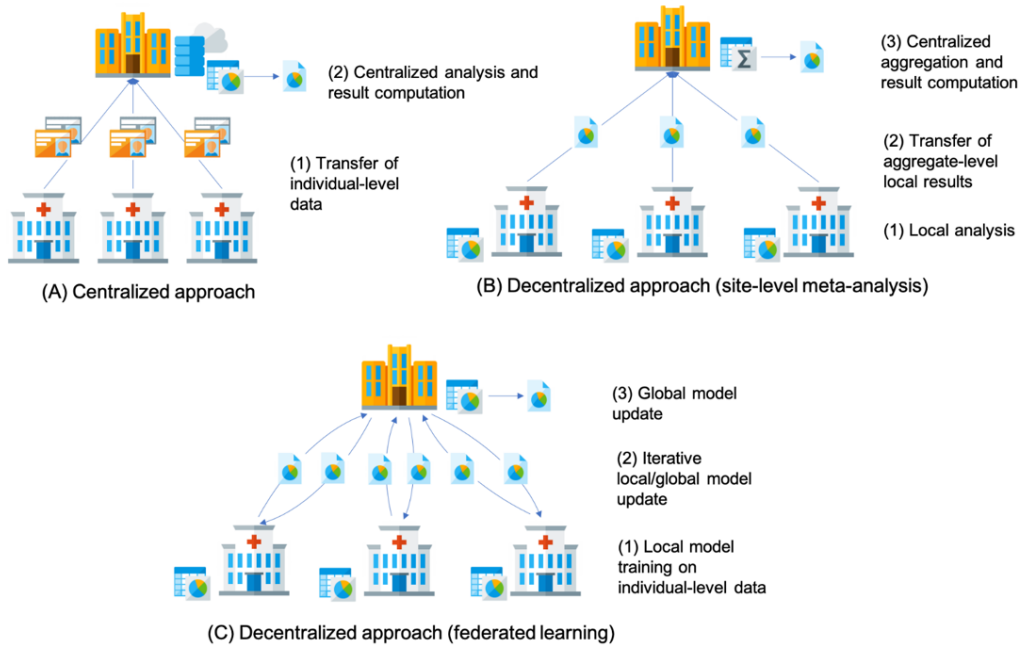 (2) Centralized analysis and
result computation
(1) Transfer of
individual-level
data
(A) Centralized approach
Σ
(3) Centralized
aggregation and
result computation
(2) Transfer of
aggregate-level
local results
(1) Local analysis
(B) Decentralized approach (site-level meta-analysis)
(3) Global model
update
(2) Iterative
local/global model
update
(1) Local model
training on
individual-level data
(C) Decentralized approach (federated learning)